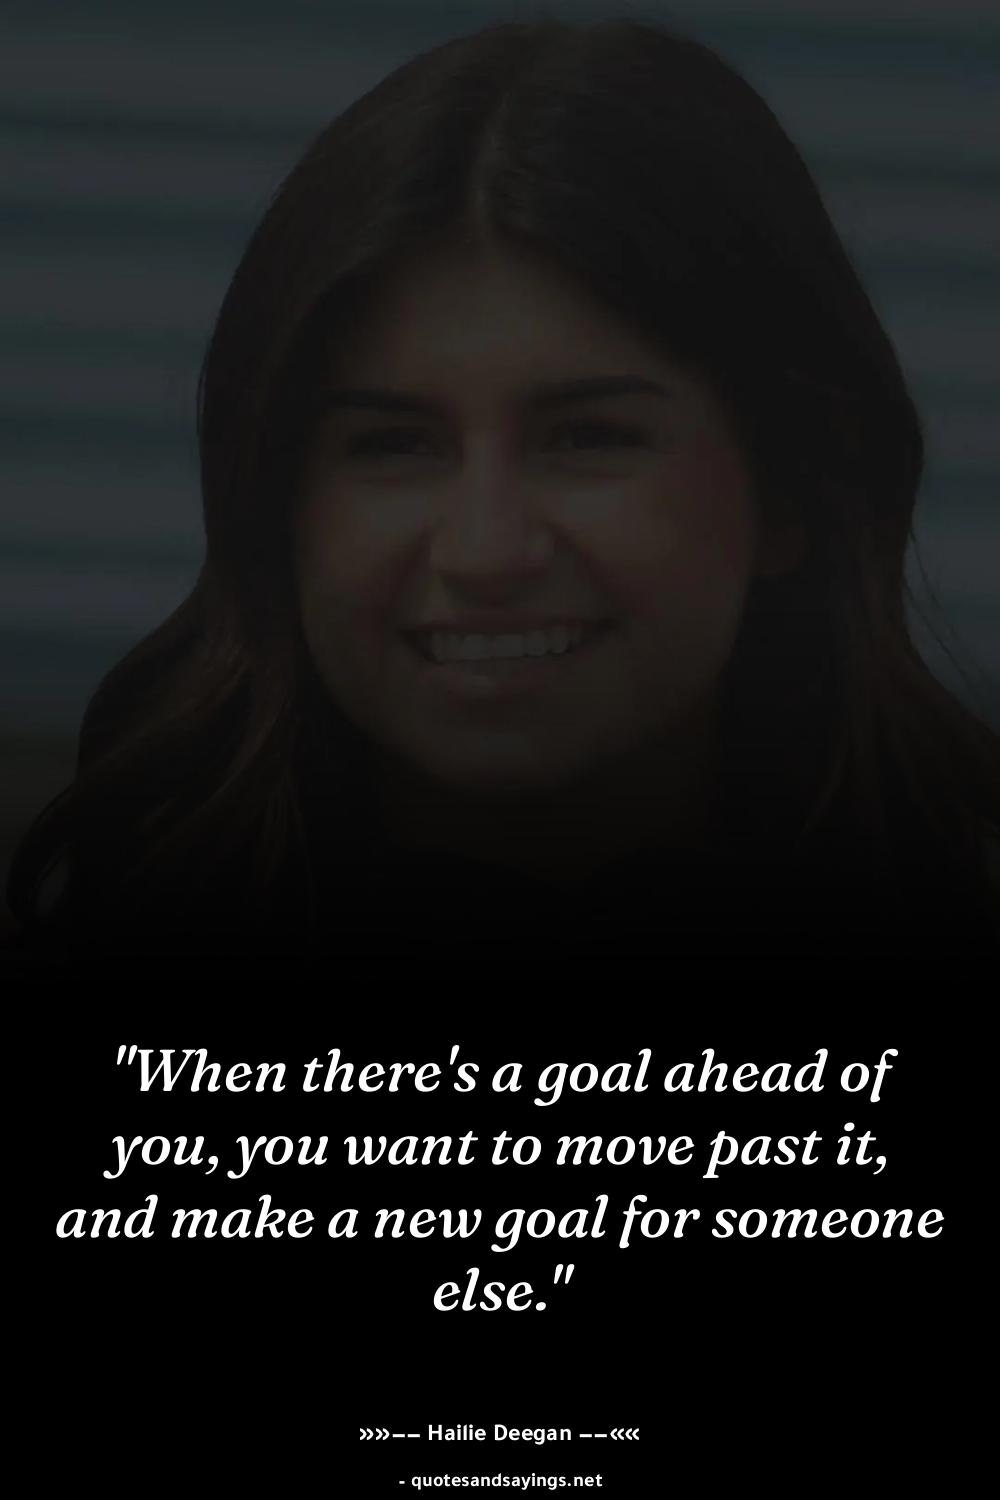 "When there's a goal ahead of
you, you want to move past it,
and make a new goal for someone
else."
»»−− Hailie Deegan −−««
- quotesandsayings.net